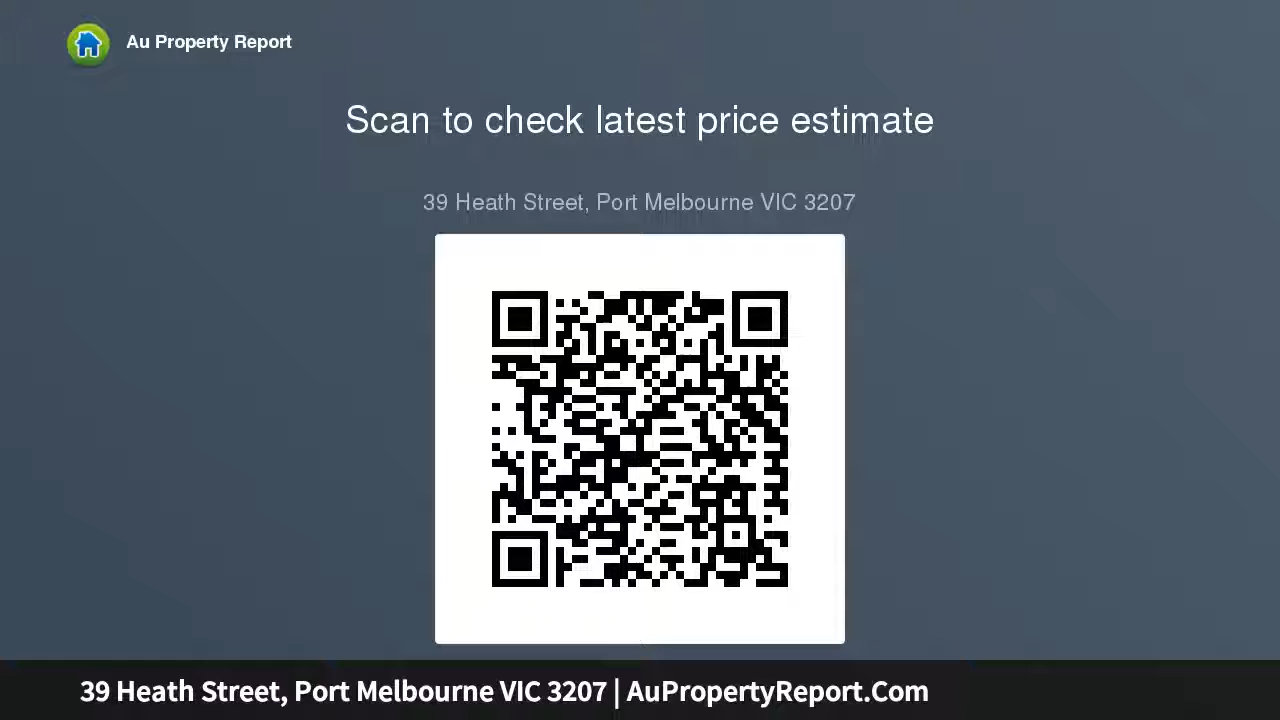 Au Property Report
Scan to check latest price estimate
39 Heath Street, Port Melbourne VIC 3207
39 Heath Street, Port Melbourne VIC 3207 | AuPropertyReport.Com